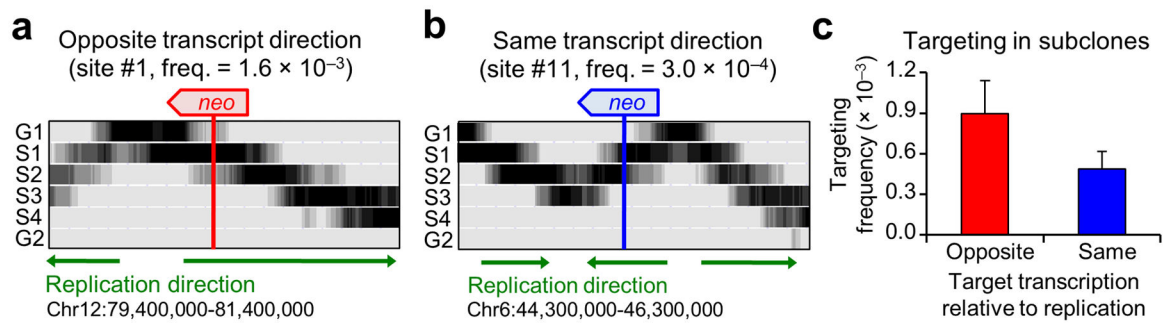 a
Opposite transcript direction
(site #1, freq. = 1.6 × 10⁻³)
neo
G1
S1
S2
S3
S4
G2
Replication direction
Chr12:79,400,000-81,400,000
b
Same transcript direction
(site #11, freq. = 3.0 × 10⁻⁴)
neo
G1
S1
S2
S3
S4
G2
Replication direction
Chr6:44,300,000-46,300,000
c
Targeting in subclones
Targeting
frequency (× 10⁻³)
1.2
0.9
0.6
0.3
0.0
Opposite
Same
Target transcription
relative to replication